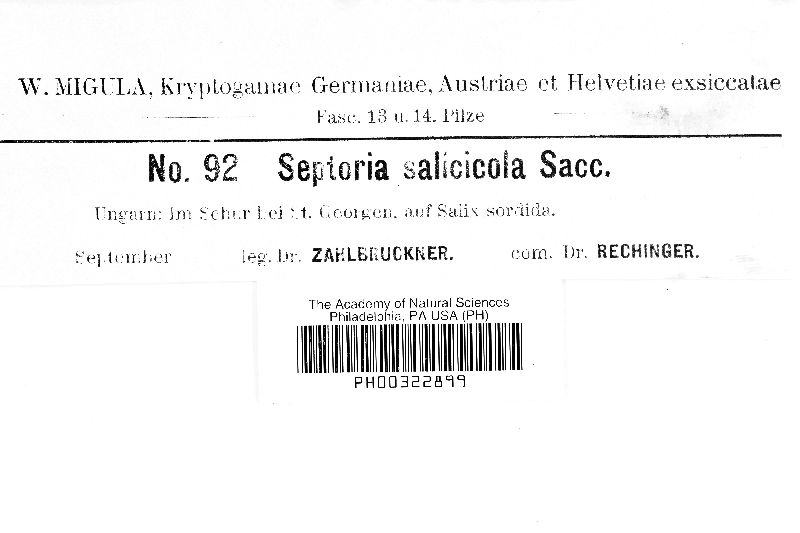 W. MIGULA, Kryptogamae Germaniae, Austriae et Helvetiae exsiccatae
Fasc. 13 u. 14. Pilze
No. 92 Septoria salicicola Sacc.
Ungarn: Im Schur bei St. Georgen, auf Salix sordida.
September leg. Dr. ZAHLBRUCKNER. com. Dr. RECHINGER.
The Academy of Natural Sciences
Philadelphia, PA USA (PH)
PH00322899